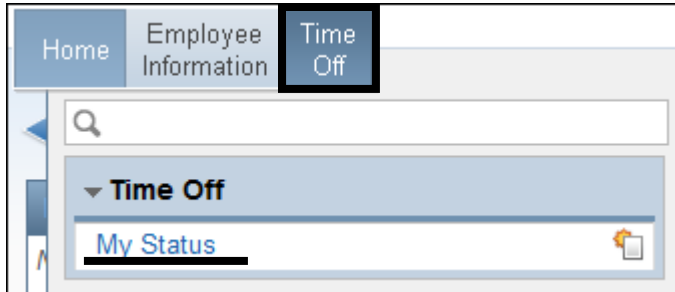 Home
Employee
Information
Time
Off
Time Off
My Status